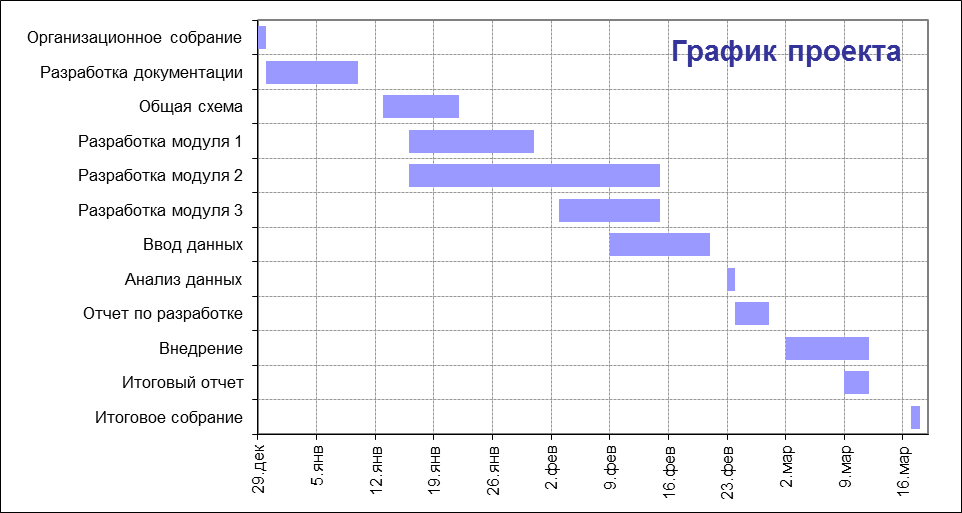 График проекта
Организационное собрание
Разработка документации
Общая схема
Разработка модуля 1
Разработка модуля 2
Разработка модуля 3
Ввод данных
Анализ данных
Отчет по разработке
Внедрение
Итоговый отчет
Итоговое собрание
29.дек
5.янв
12.янв
19.янв
26.янв
2.фев
9.фев
16.фев
23.фев
2.мар
9.мар
16.мар